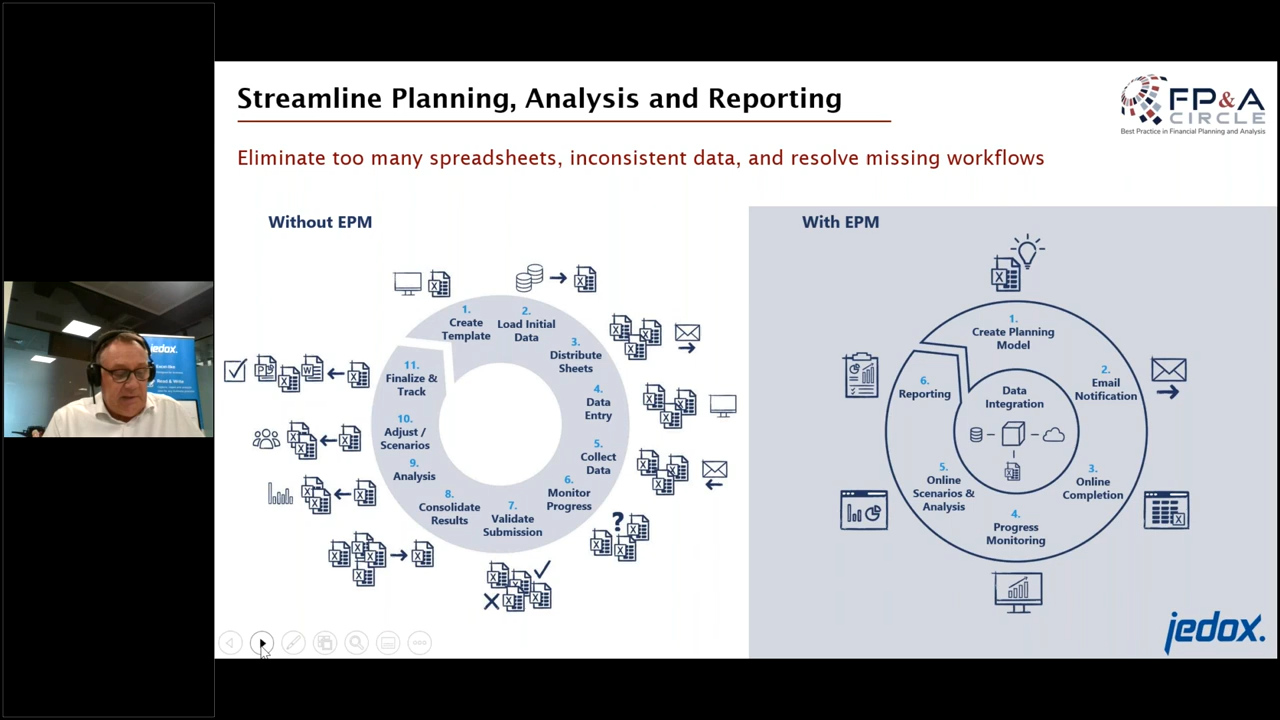 Streamline Planning, Analysis and Reporting
FP&A
CIRCLE
Best Practice in Financial Planning and Analysis
Eliminate too many spreadsheets, inconsistent data, and resolve missing workflows
Without EPM
1.
Create
Template
2.
Load Initial
Data
3.
Distribute
Sheets
4.
Data
Entry
5.
Collect
Data
6.
Monitor
Progress
7.
Validate
Submission
8.
Consolidate
Results
9.
Analysis
10.
Adjust /
Scenarios
11.
Finalize &
Track
With EPM
1.
Create Planning
Model
2.
Email
Notification
3.
Online
Completion
4.
Progress
Monitoring
5.
Online
Scenarios &
Analysis
6.
Reporting
Data
Integration
jedox.
jedox.
Read & Write